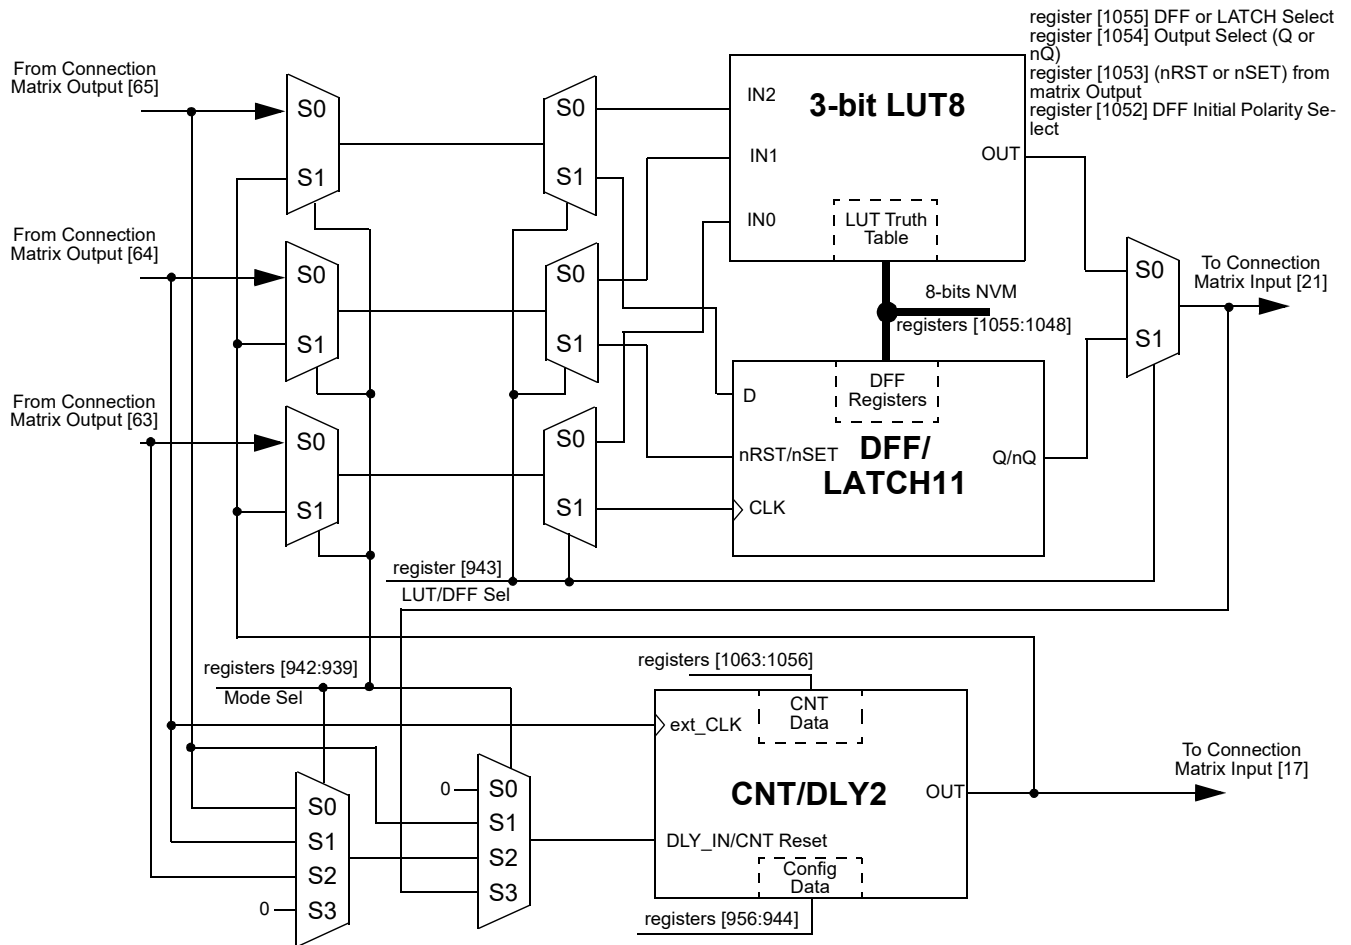 register [1055] DFF or LATCH Select
register [1054] Output Select (Q or
nQ)
register [1053] (nRST or nSET) from
matrix Output
register [1052] DFF Initial Polarity Se-
lect
From Connection
Matrix Output [65]
S0
S1
S0
S1
IN2
IN1
IN0
3-bit LUT8
OUT
LUT Truth
Table
From Connection
Matrix Output [64]
S0
S1
S0
S1
8-bits NVM
registers [1055:1048]
S0
S1
To Connection
Matrix Input [21]
From Connection
Matrix Output [63]
S0
S1
S0
S1
D
nRST/nSET
CLK
DFF
Registers
DFF/
LATCH11
Q/nQ
register [943]
LUT/DFF Sel
registers [942:939]
Mode Sel
registers [1063:1056]
CNT
Data
ext_CLK
CNT/DLY2
OUT
To Connection
Matrix Input [17]
DLY_IN/CNT Reset
Config
Data
registers [956:944]
S0
S1
S2
0
S3
0
S0
S1
S2
S3